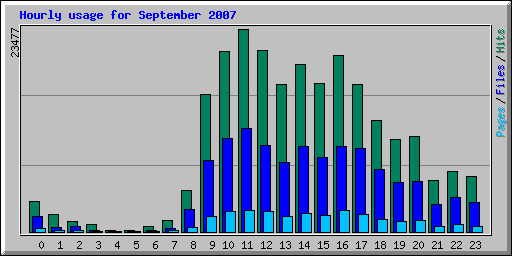 Hourly usage for September 2007
23477
Pages / Files / Hits
0 1 2 3 4 5 6 7 8 9 10 11 12 13 14 15 16 17 18 19 20 21 22 23